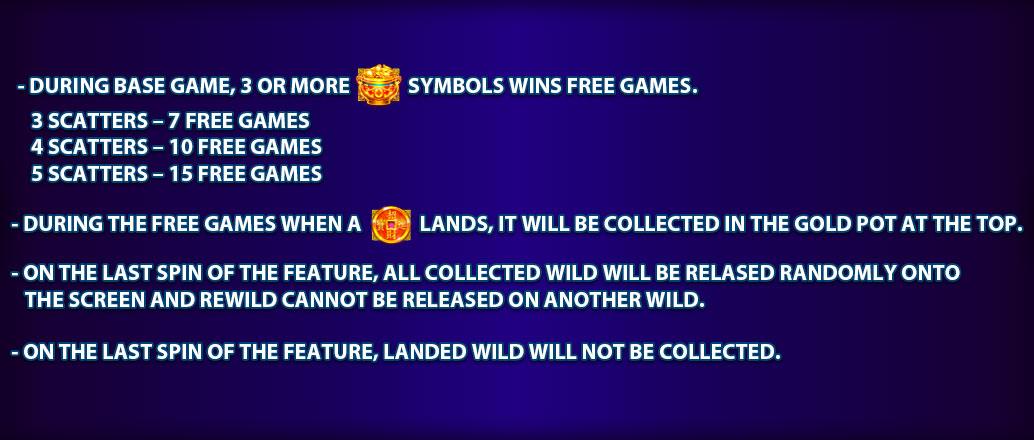 - DURING BASE GAME, 3 OR MORE SYMBOLS WINS FREE GAMES.
3 SCATTERS – 7 FREE GAMES
4 SCATTERS – 10 FREE GAMES
5 SCATTERS – 15 FREE GAMES
- DURING THE FREE GAMES WHEN A LANDS, IT WILL BE COLLECTED IN THE GOLD POT AT THE TOP.
- ON THE LAST SPIN OF THE FEATURE, ALL COLLECTED WILD WILL BE RELASED RANDOMLY ONTO
THE SCREEN AND REWILD CANNOT BE RELEASED ON ANOTHER WILD.
- ON THE LAST SPIN OF THE FEATURE, LANDED WILD WILL NOT BE COLLECTED.